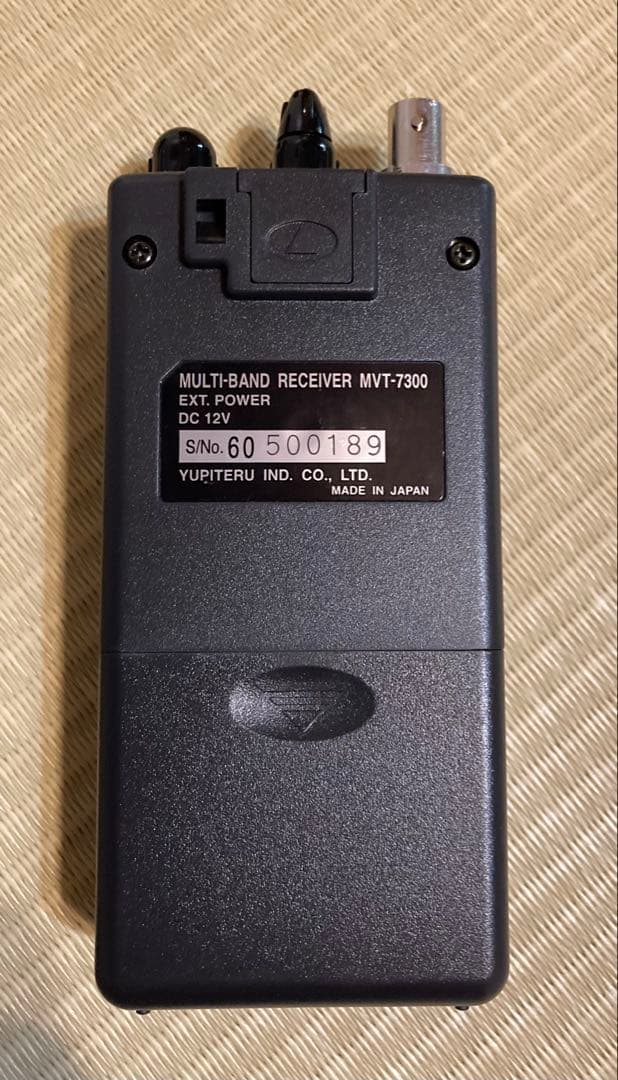 MULTI-BAND RECEIVER MVT-7300
EXT. POWER
DC 12V
S/No. 60 500189
YUPITERU IND. CO., LTD.
MADE IN JAPAN